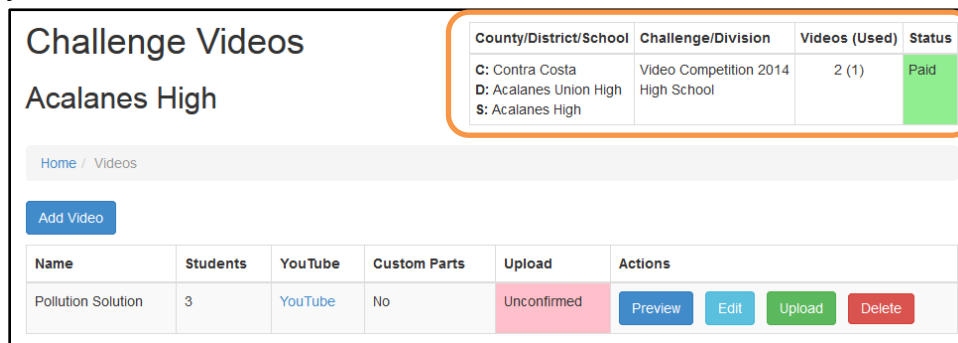 Challenge Videos
Acalanes High
County/District/School Challenge/Division Videos (Used) Status
C: Contra Costa Video Competition 2014 2 (1) Paid
D: Acalanes Union High High School
S: Acalanes High
Home / Videos
Add Video
Name Students YouTube Custom Parts Upload Actions
Pollution Solution 3 YouTube No Unconfirmed Preview Edit Upload Delete